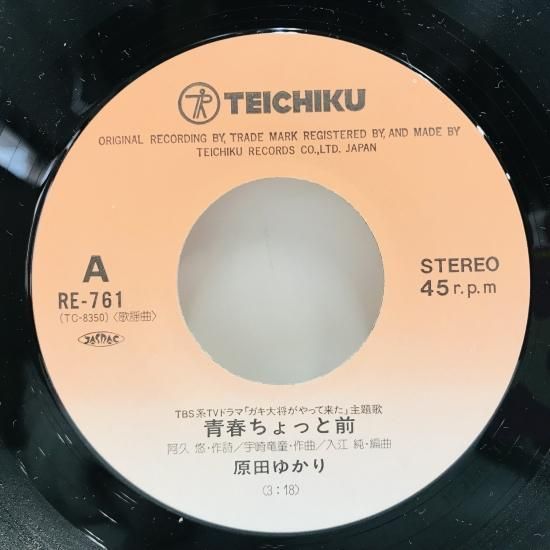 TEICHIKU
ORIGINAL RECORDING BY, TRADE MARK REGISTERED BY, AND MADE BY
TEICHIKU RECORDS CO.,LTD. JAPAN
A
RE-761
(TC-8350)〈歌謡曲〉
JASRAC
STEREO
45 r.p.m
TBS系TVドラマ「ガキ大将がやって来た」主題歌
青春ちょっと前
阿久 悠・作詩/宇崎竜童・作曲/入江 純・編曲
原田ゆかり
(3:18)